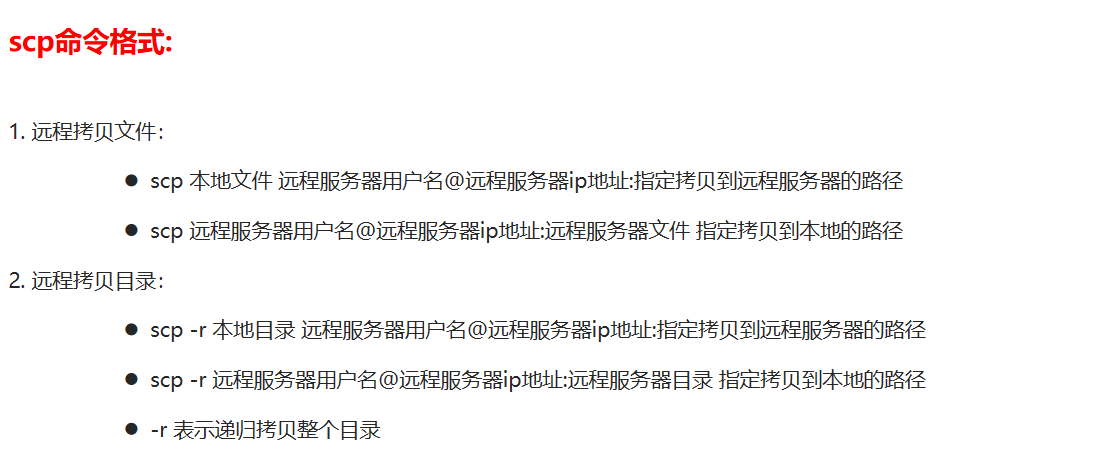 scp命令格式:
1. 远程拷贝文件：
● scp 本地文件 远程服务器用户名@远程服务器ip地址:指定拷贝到远程服务器的路径
● scp 远程服务器用户名@远程服务器ip地址:远程服务器文件 指定拷贝到本地的路径
2. 远程拷贝目录：
● scp -r 本地目录 远程服务器用户名@远程服务器ip地址:指定拷贝到远程服务器的路径
● scp -r 远程服务器用户名@远程服务器ip地址:远程服务器目录 指定拷贝到本地的路径
● -r 表示递归拷贝整个目录